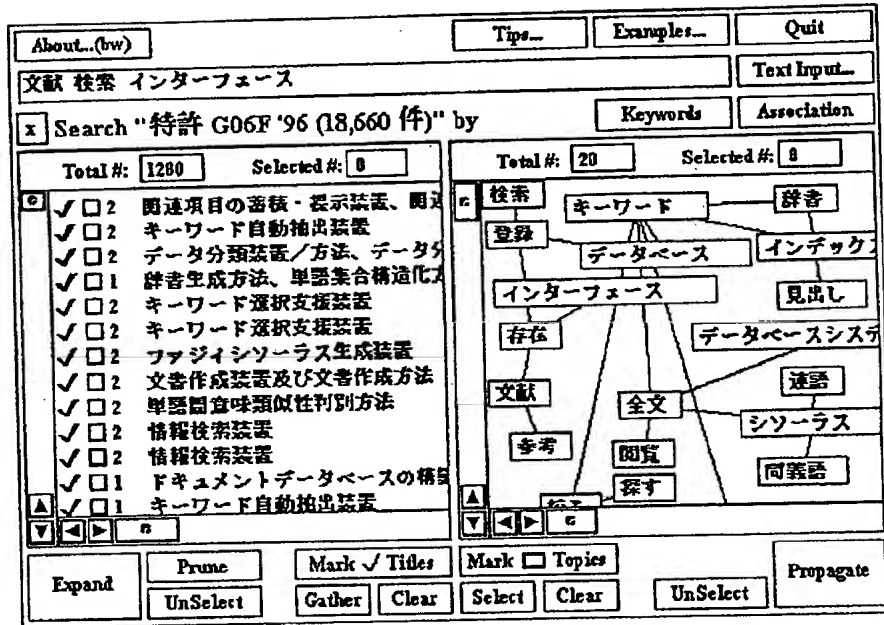 About...(bw)
Tips...
Examples...
Quit
文献 検索 インターフェース
Text Input...
x Search "特許 G06F '96 (18,660 件)" by
Keywords
Association
Total #: 1280
Selected #: 0
Total #: 20
Selected #: 8
✓ □ 2 関連項目の蓄積・提示装置、関連
✓ □ 2 キーワード自動抽出装置
✓ □ 2 データ分類装置/方法、データ分
✓ □ 1 辞書生成方法、単語集合構造化方
✓ □ 2 キーワード選択支援装置
✓ □ 2 キーワード選択支援装置
✓ □ 2 ファジイシソーラス生成装置
✓ □ 2 文書作成装置及び文書作成方法
✓ □ 2 単語間意味類似性判別方法
✓ □ 2 情報検索装置
✓ □ 2 情報検索装置
✓ □ 1 ドキュメントデータベースの構築
✓ □ 1 キーワード自動抽出装置
検索
キーワード
辞書
登録
データベース
インデックス
インターフェース
見出し
存在
データベースシステ
文献
全文
連語
シソーラス
参考
閲覧
同義語
探す
Expand
Prune
Mark ✓ Titles
Mark □ Topics
Propagate
UnSelect
Gather
Clear
Select
Clear
UnSelect